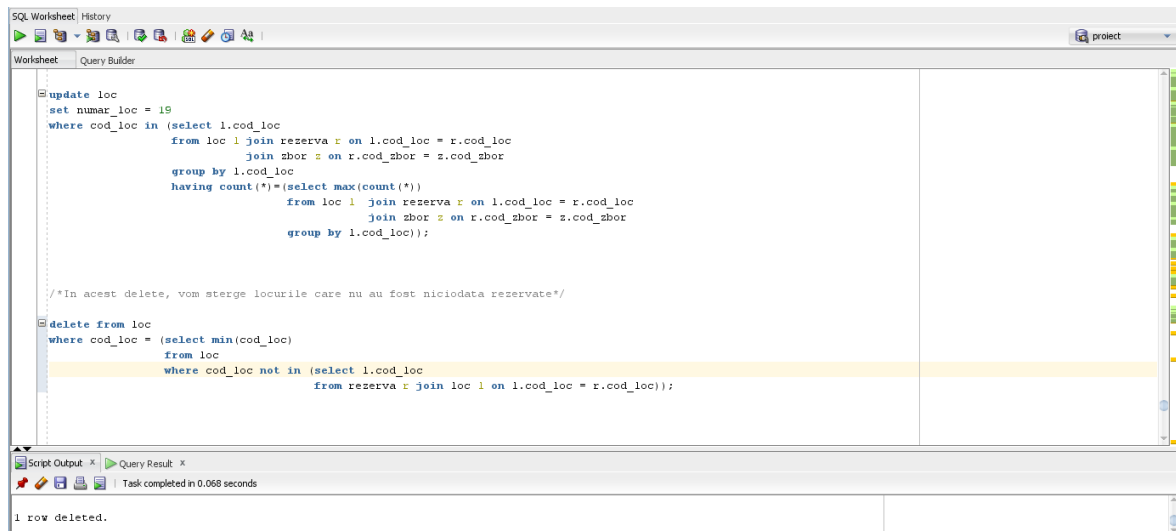 SQL Worksheet History
proiect
Worksheet Query Builder
update loc
set numar_loc = 19
where cod_loc in (select l.cod_loc
from loc l join rezerva r on l.cod_loc = r.cod_loc
join zbor z on r.cod_zbor = z.cod_zbor
group by l.cod_loc
having count(*)=(select max(count(*))
from loc l join rezerva r on l.cod_loc = r.cod_loc
join zbor z on r.cod_zbor = z.cod_zbor
group by l.cod_loc));
/*In acest delete, vom sterge locurile care nu au fost niciodata rezervate*/
delete from loc
where cod_loc = (select min(cod_loc)
from loc
where cod_loc not in (select l.cod_loc
from rezerva r join loc l on l.cod_loc = r.cod_loc));
Script Output x Query Result x
Task completed in 0.068 seconds
1 row deleted.